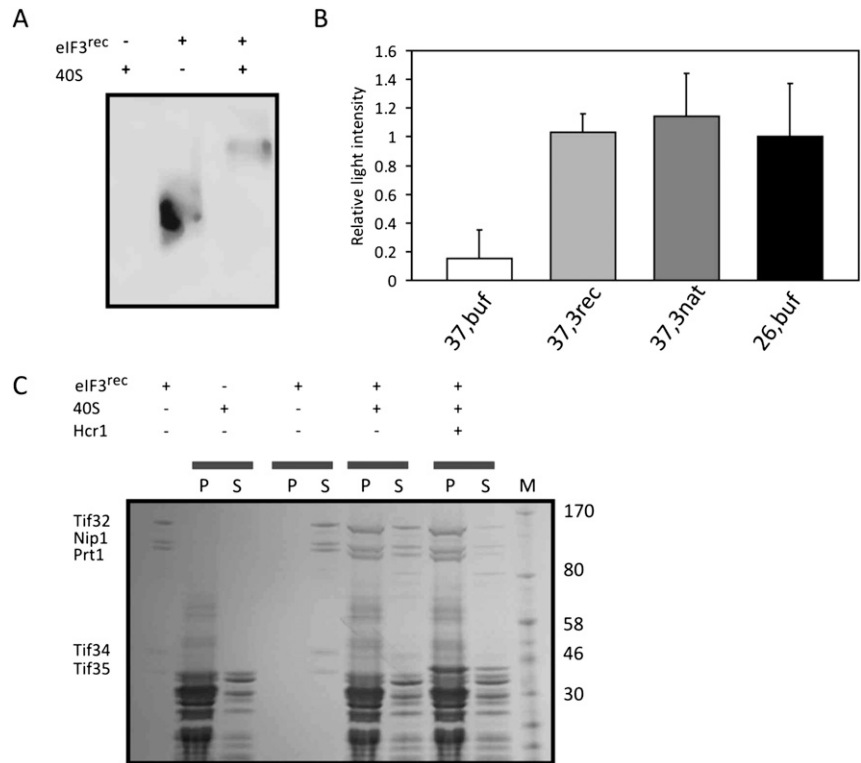 A
eIF3rec - + +
40S + - +
B
Relative light intensity
1.6
1.4
1.2
1
0.8
0.6
0.4
0.2
0
37,buf
37,3rec
37,3nat
26,buf
C
eIF3rec + - + + +
40S - + - + +
Hcr1 - - - - +
P S P S P S P S M
Tif32
Nip1
Prt1
Tif34
Tif35
170
80
58
46
30